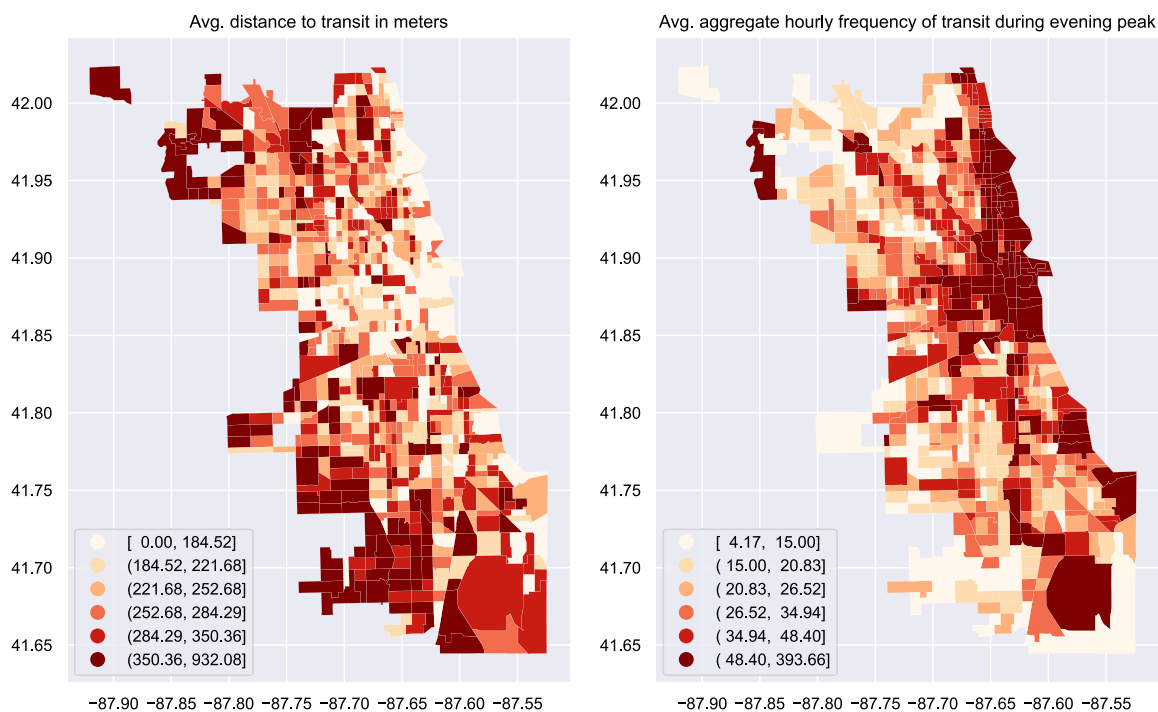 Avg. distance to transit in meters
42.00
41.95
41.90
41.85
41.80
41.75
41.70
41.65
[ 0.00, 184.52]
(184.52, 221.68]
(221.68, 252.68]
(252.68, 284.29]
(284.29, 350.36]
(350.36, 932.08]
−87.90 −87.85 −87.80 −87.75 −87.70 −87.65 −87.60 −87.55
Avg. aggregate hourly frequency of transit during evening peak
42.00
41.95
41.90
41.85
41.80
41.75
41.70
41.65
[ 4.17, 15.00]
( 15.00, 20.83]
( 20.83, 26.52]
( 26.52, 34.94]
( 34.94, 48.40]
( 48.40, 393.66]
−87.90 −87.85 −87.80 −87.75 −87.70 −87.65 −87.60 −87.55